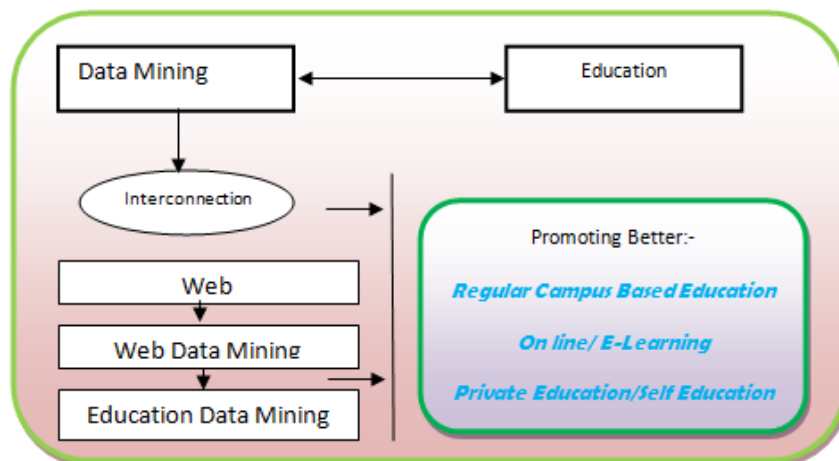 Data Mining
Education
Interconnection
Web
Web Data Mining
Education Data Mining
Promoting Better:-
Regular Campus Based Education
On line/ E-Learning
Private Education/Self Education